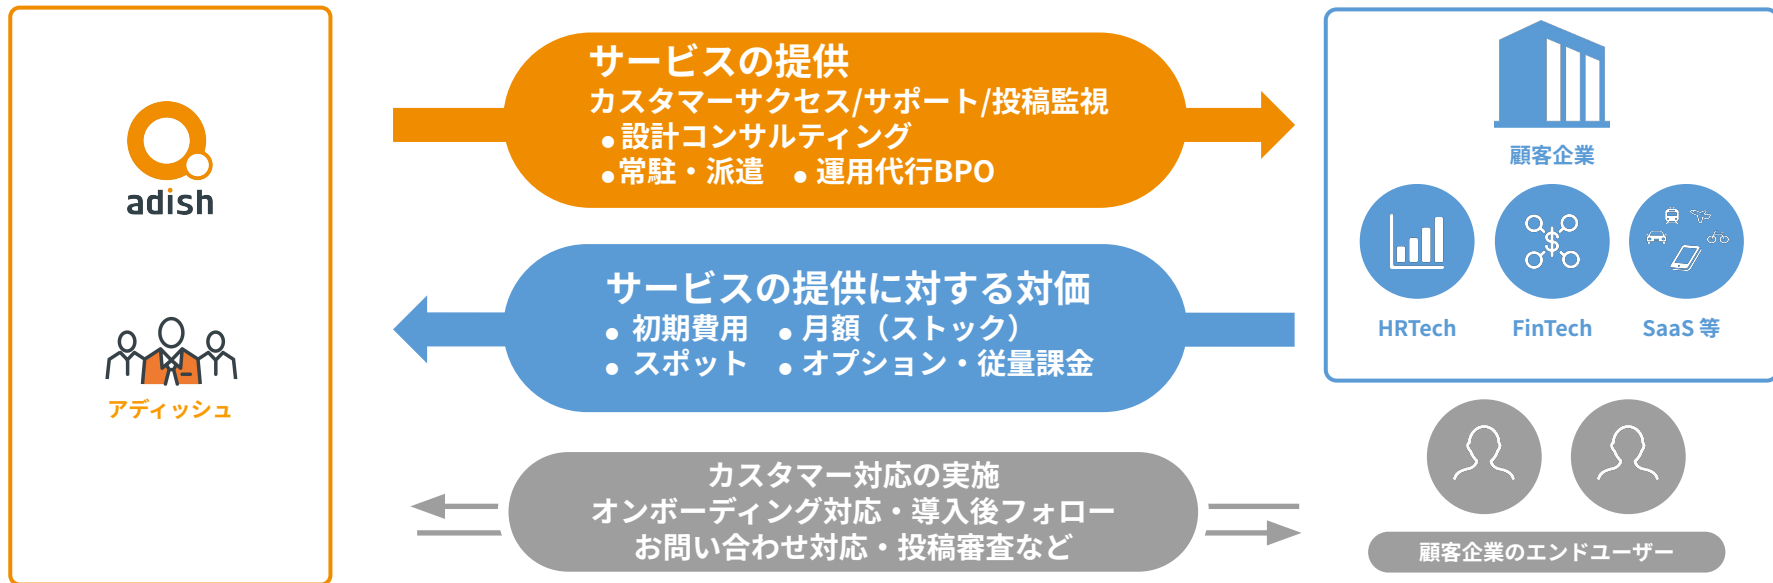 adish
アディッシュ
サービスの提供
カスタマーサクセス/サポート/投稿監視
●設計コンサルティング
●常駐・派遣 ●運用代行BPO
サービスの提供に対する対価
● 初期費用 ● 月額（ストック）
● スポット ● オプション・従量課金
カスタマー対応の実施
オンボーディング対応・導入後フォロー
お問い合わせ対応・投稿審査など
顧客企業
HRTech FinTech SaaS 等
顧客企業のエンドユーザー